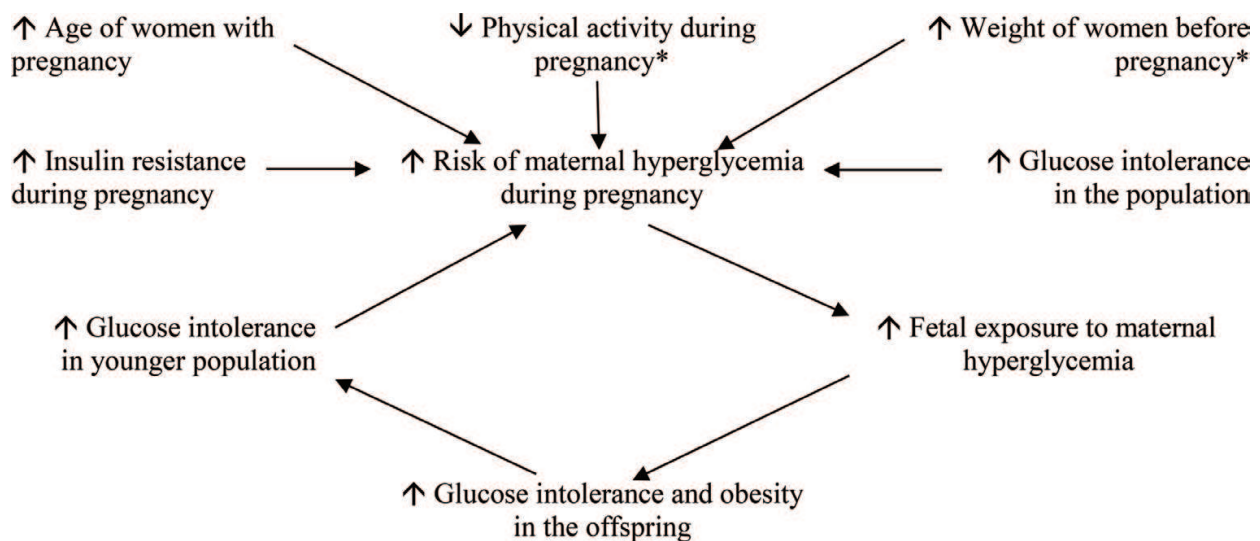 ↑ Age of women with
pregnancy
↓ Physical activity during
pregnancy*
↑ Weight of women before
pregnancy*
↑ Insulin resistance
during pregnancy
↑ Risk of maternal hyperglycemia
during pregnancy
↑ Glucose intolerance
in the population
↑ Glucose intolerance
in younger population
↑ Fetal exposure to maternal
hyperglycemia
↑ Glucose intolerance and obesity
in the offspring